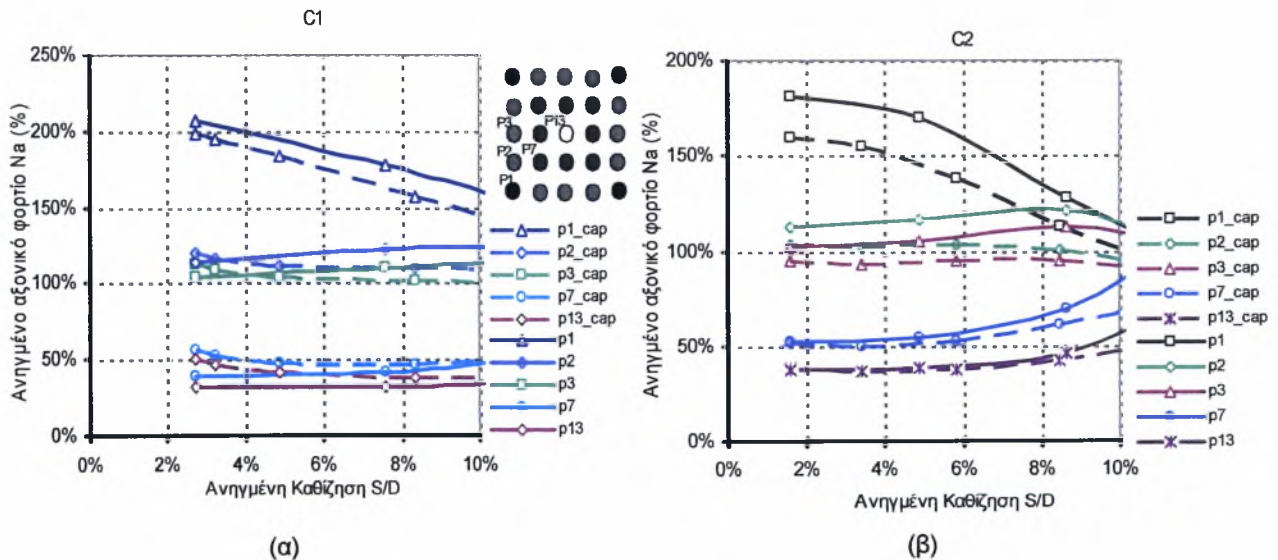 C1
250%
200%
150%
100%
50%
0%
0%
2%
4%
6%
8%
10%
Ανηγμένο αξονικό φορτίο Na (%)
Ανηγμένη Καθίζηση S/D
P3
P13
P2
P7
P1
p1_cap
p2_cap
p3_cap
p7_cap
p13_cap
p1
p2
p3
p7
p13
(α)
C2
200%
150%
100%
50%
0%
0%
2%
4%
6%
8%
10%
Ανηγμένο αξονικό φορτίο Na (%)
Ανηγμένη Καθίζηση S/D
p1_cap
p2_cap
p3_cap
p7_cap
p13_cap
p1
p2
p3
p7
p13
(β)